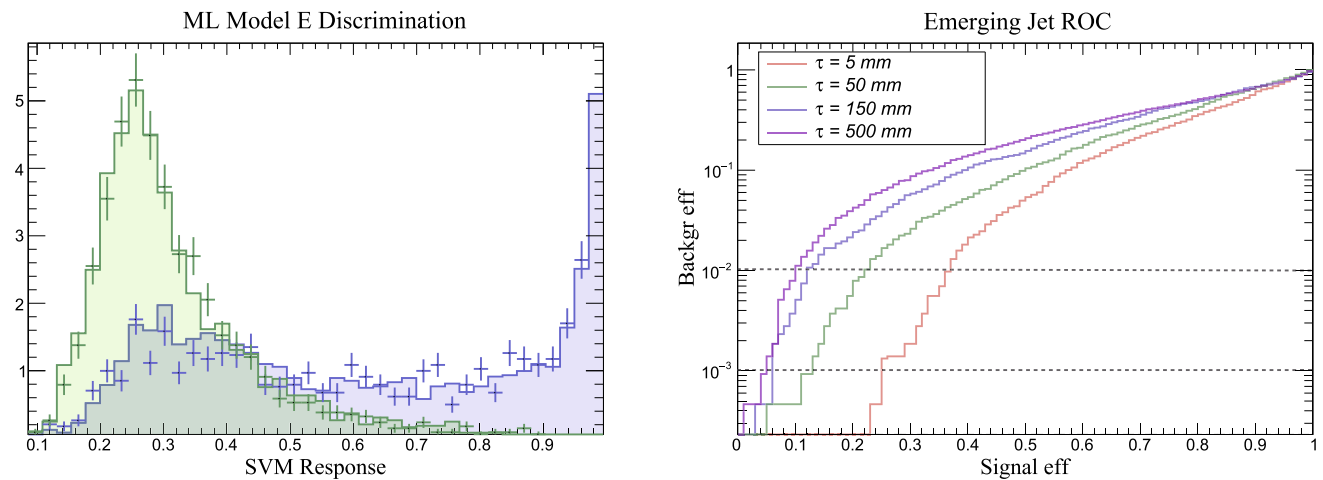 ML Model E Discrimination
5
4
3
2
1
0.2 0.3 0.4 0.5 0.6 0.7 0.8 0.9
SVM Response
Emerging Jet ROC
τ = 5 mm
τ = 50 mm
τ = 150 mm
τ = 500 mm
1
10⁻¹
10⁻²
10⁻³
Backgr eff
0 0.1 0.2 0.3 0.4 0.5 0.6 0.7 0.8 0.9 1
Signal eff